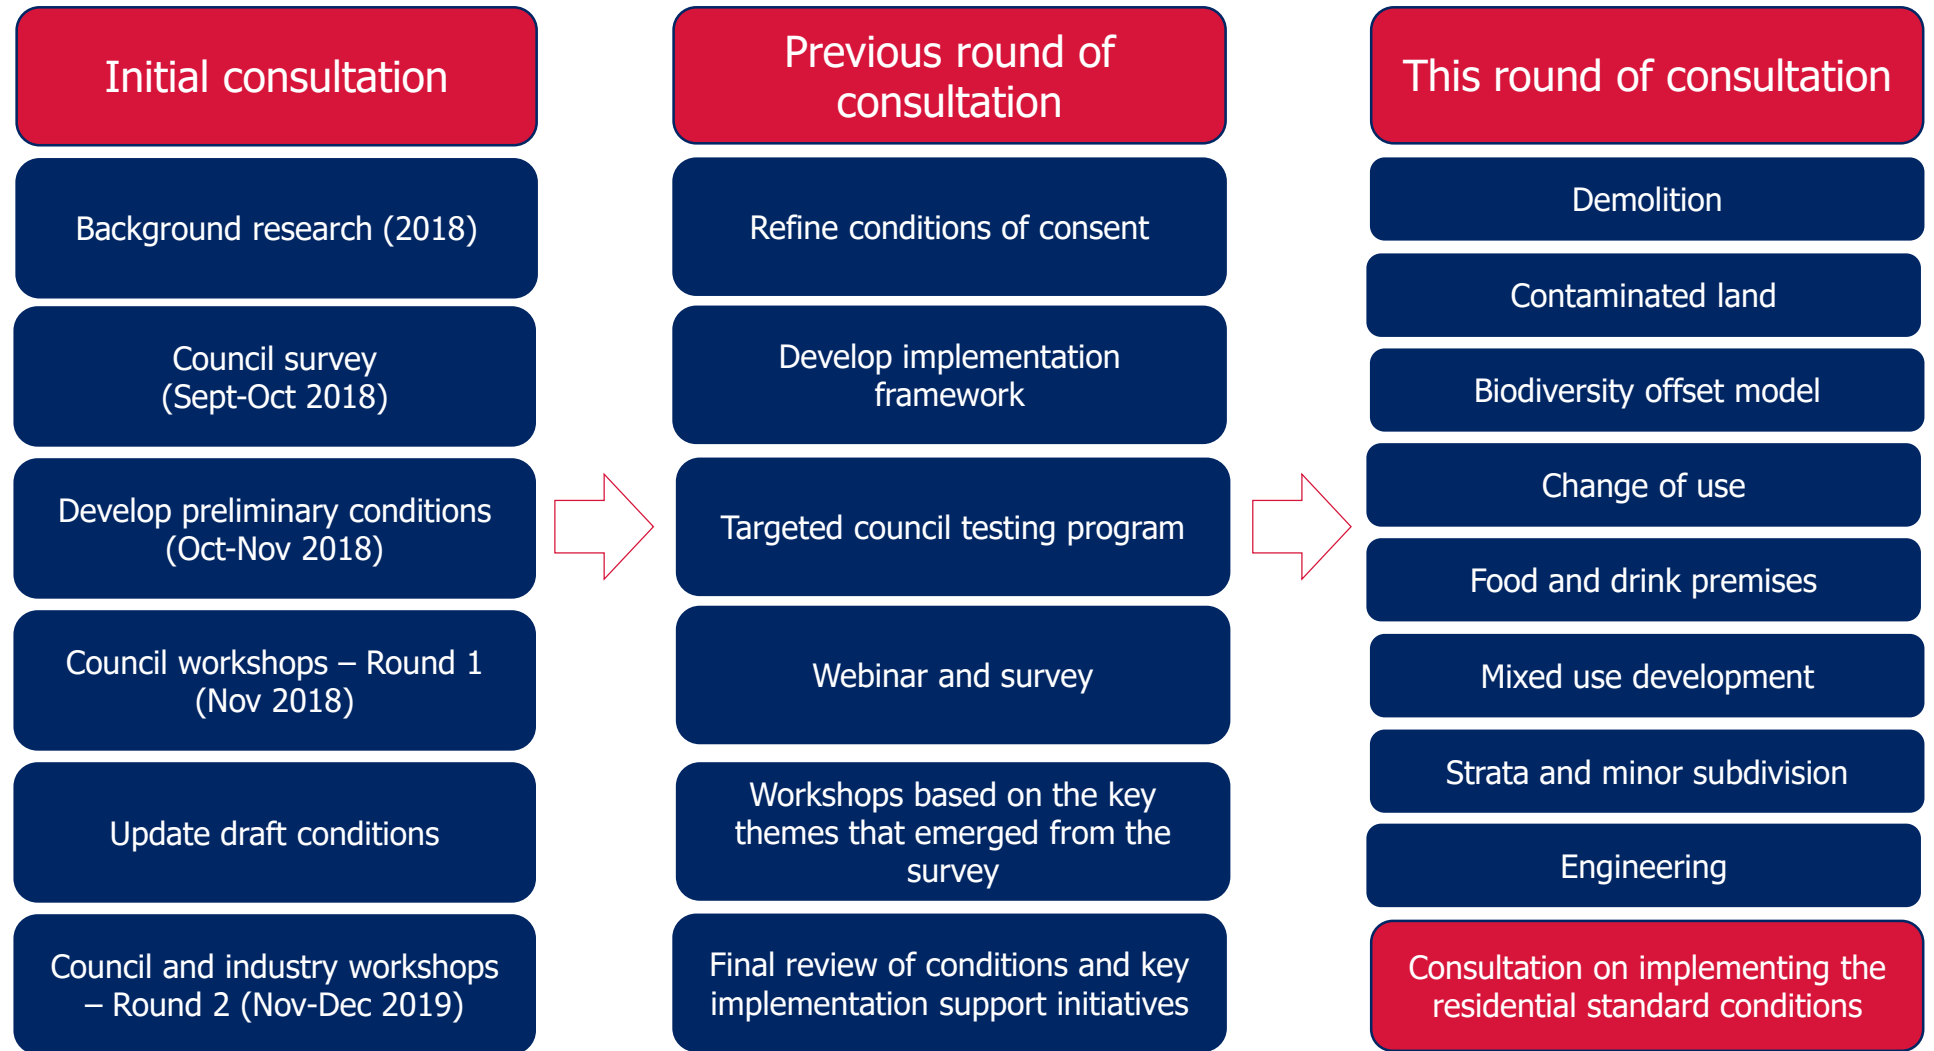 Initial consultation
Background research (2018)
Council survey
(Sept-Oct 2018)
Develop preliminary conditions
(Oct-Nov 2018)
Council workshops – Round 1
(Nov 2018)
Update draft conditions
Council and industry workshops
– Round 2 (Nov-Dec 2019)
Previous round of
consultation
Refine conditions of consent
Develop implementation
framework
Targeted council testing program
Webinar and survey
Workshops based on the key
themes that emerged from the
survey
Final review of conditions and key
implementation support initiatives
This round of consultation
Demolition
Contaminated land
Biodiversity offset model
Change of use
Food and drink premises
Mixed use development
Strata and minor subdivision
Engineering
Consultation on implementing the
residential standard conditions